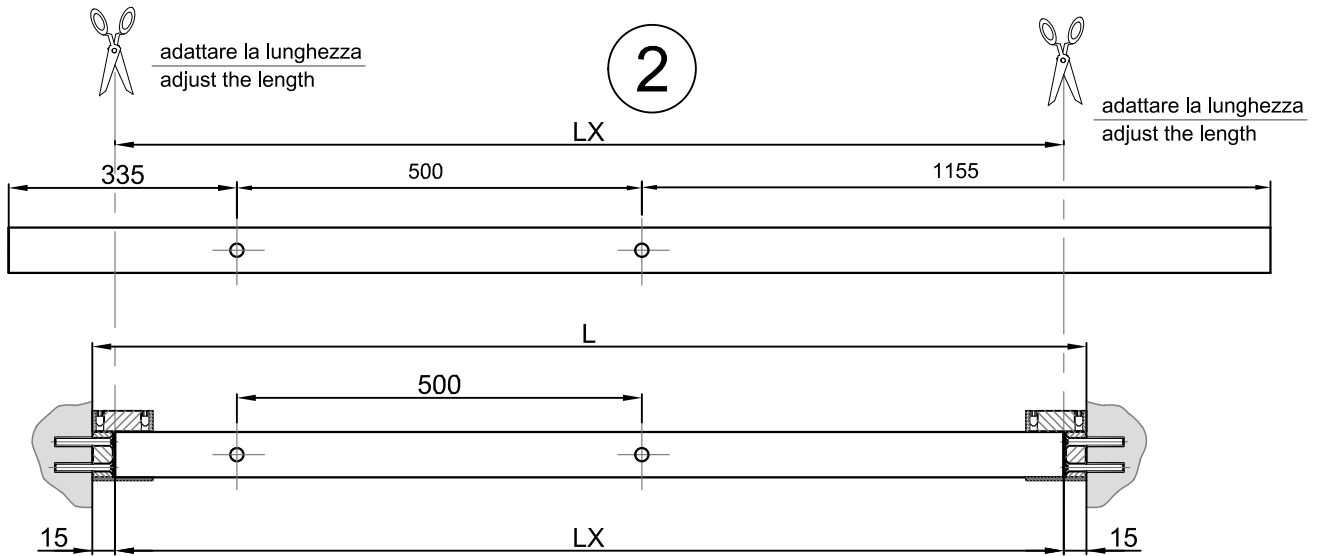 adattare la lunghezza
adjust the length
2
adattare la lunghezza
adjust the length
LX
335
500
1155
L
500
15
LX
15